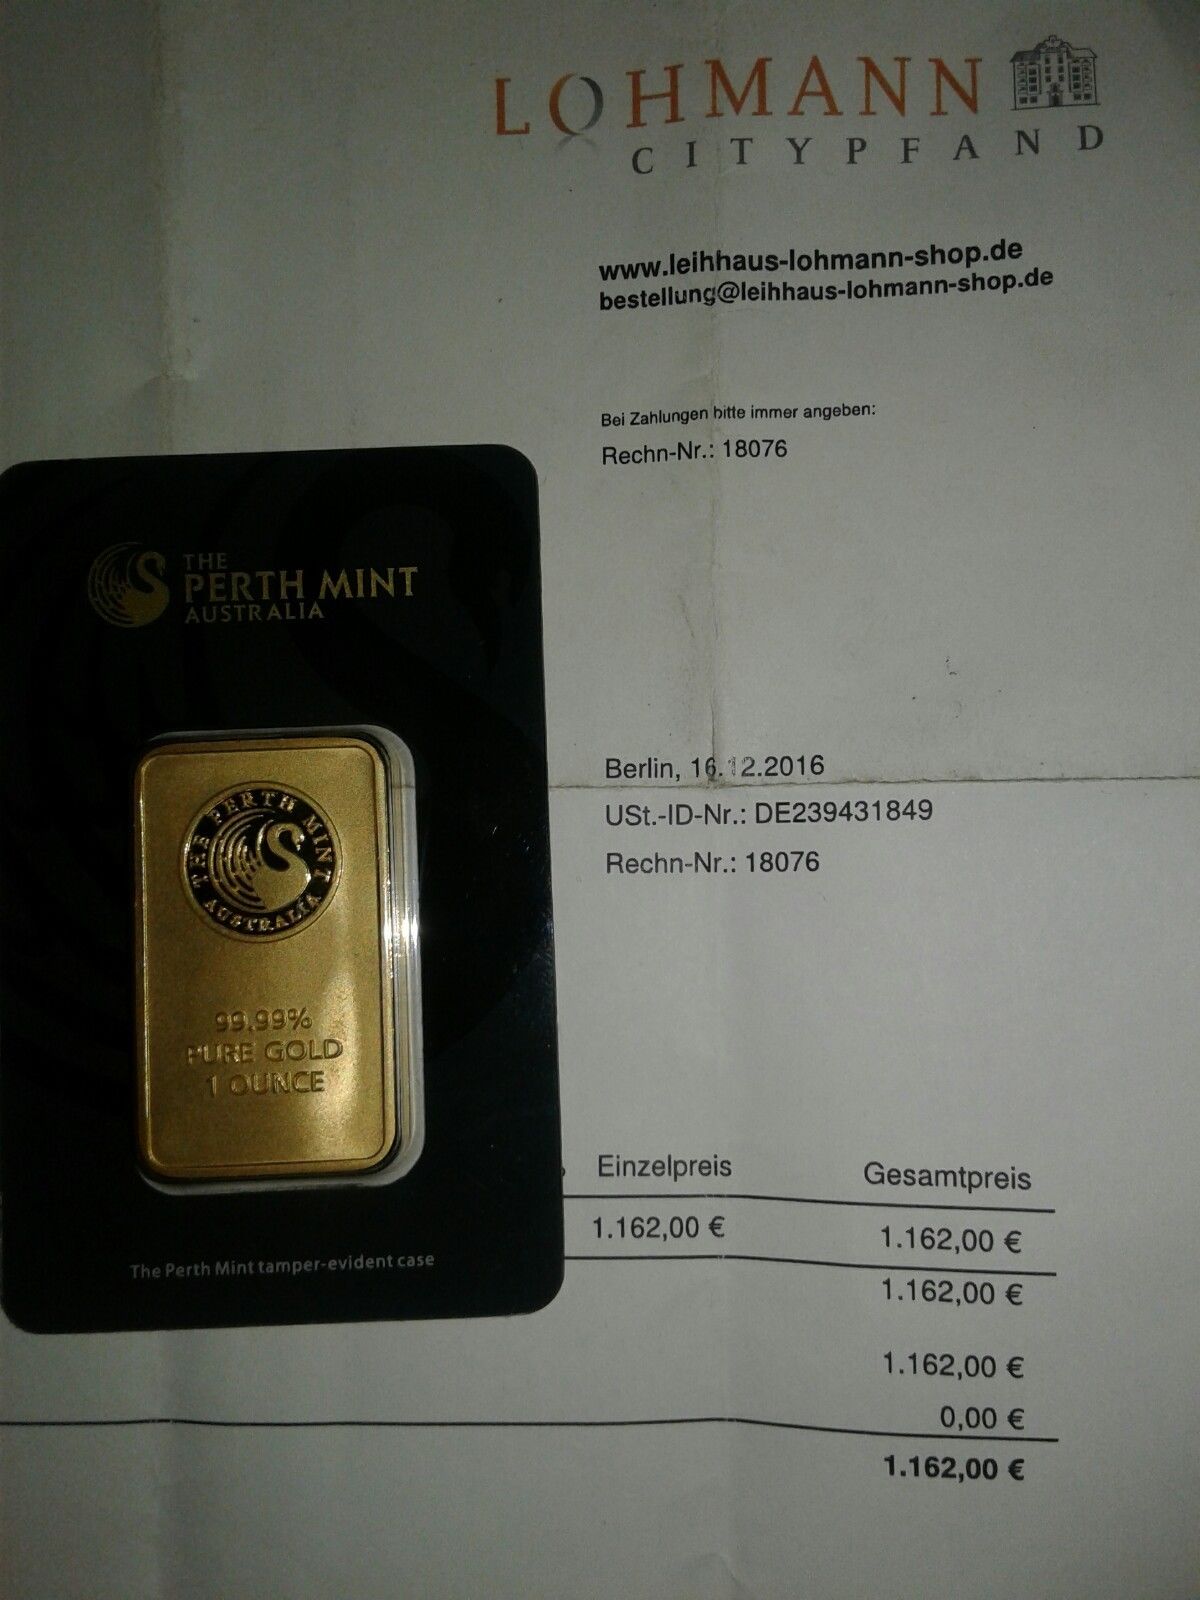 LOHMANN
CITYPFAND
www.leihhaus-lohmann-shop.de
bestellung@leihhaus-lohmann-shop.de
Bei Zahlungen bitte immer angeben:
Rechn-Nr.: 18076
THE
PERTH MINT
AUSTRALIA
THE PERTH MINT
AUSTRALIA
99.99%
PURE GOLD
1 OUNCE
The Perth Mint tamper-evident case
Berlin, 16.12.2016
USt.-ID-Nr.: DE239431849
Rechn-Nr.: 18076
Einzelpreis Gesamtpreis
1.162,00 € 1.162,00 €
1.162,00 €
1.162,00 €
0,00 €
1.162,00 €